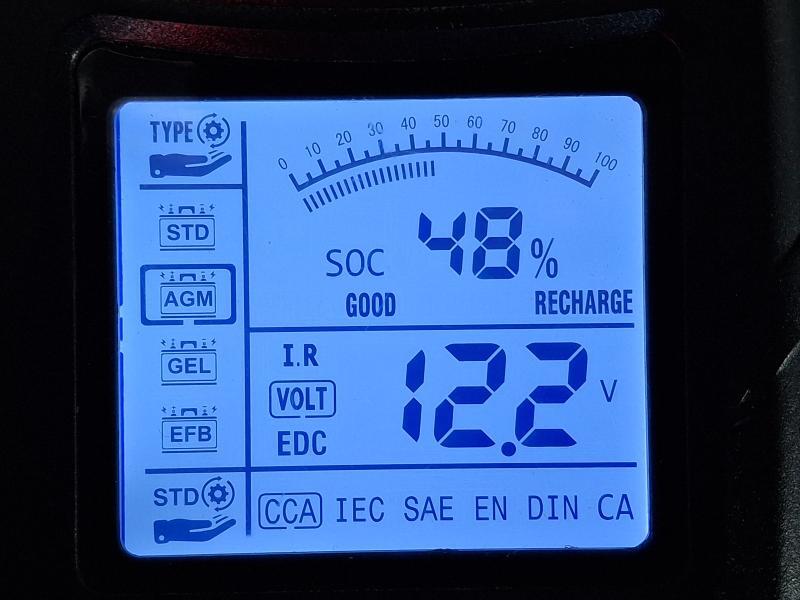 TYPE
0 10 20 30 40 50 60 70 80 90 100
STD
AGM
GEL
EFB
STD
SOC 48%
GOOD RECHARGE
I.R
VOLT
EDC
12.2 V
CCA IEC SAE EN DIN CA